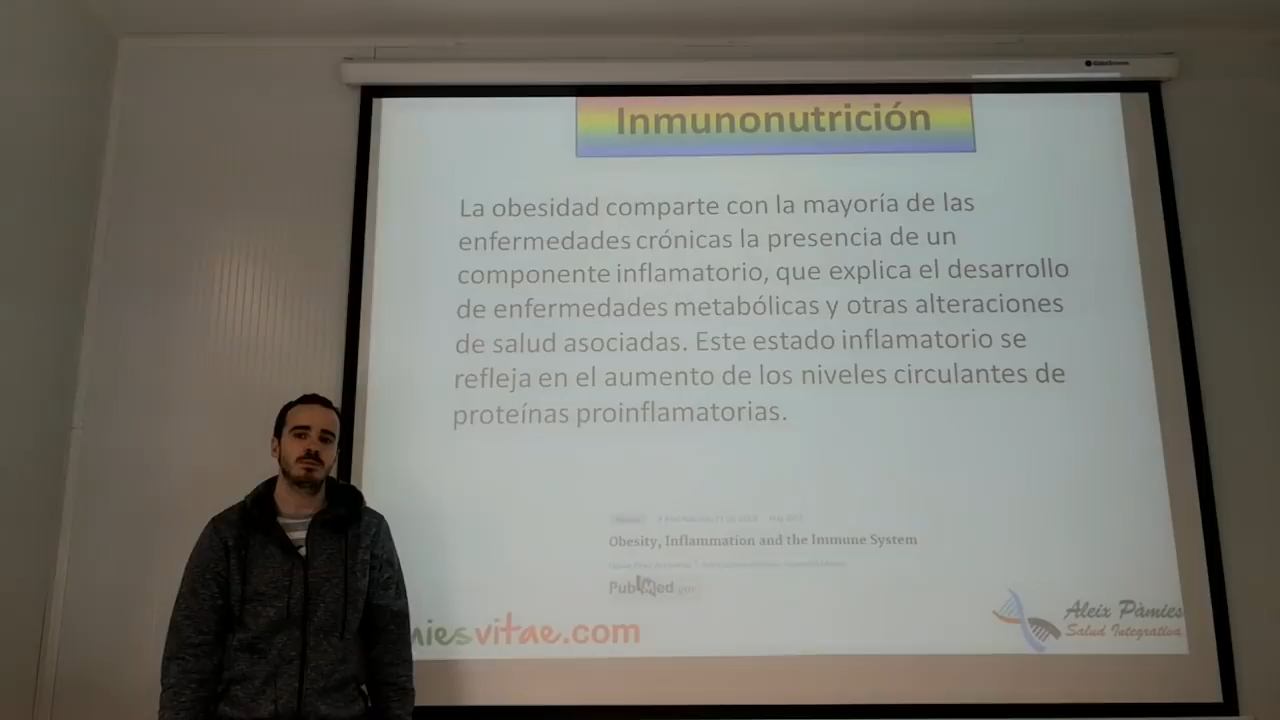 Inmunonutrición
La obesidad comparte con la mayoría de las
enfermedades crónicas la presencia de un
componente inflamatorio, que explica el desarrollo
de enfermedades metabólicas y otras alteraciones
de salud asociadas. Este estado inflamatorio se
refleja en el aumento de los niveles circulantes de
proteínas proinflamatorias.
Obesity, Inflammation and the Immune System
PubMed.gov
miesvitae.com
Aleix Pàmies
Salud Integrativa